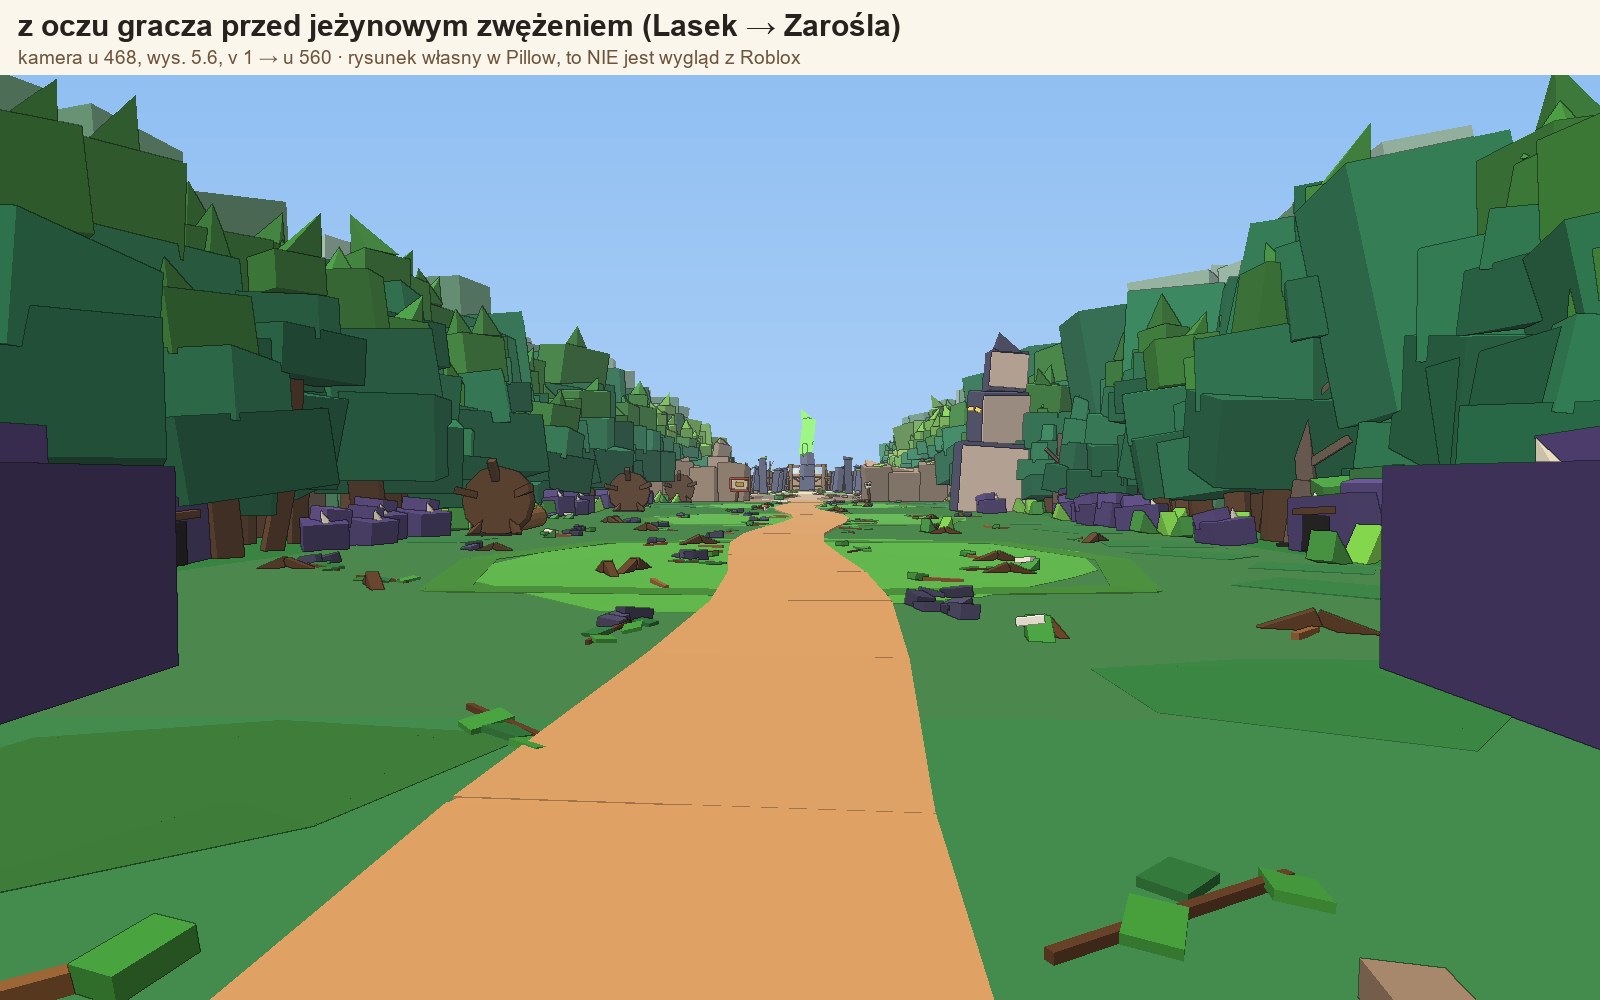 z oczu gracza przed jeżynowym zwężeniem (Lasek → Zarośla)
kamera u 468, wys. 5.6, v 1 → u 560 · rysunek własny w Pillow, to NIE jest wygląd z Roblox